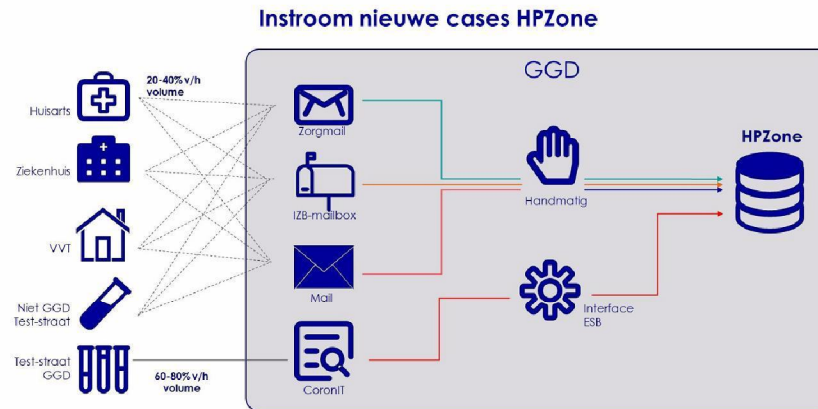 Instroom nieuwe cases HPZone
GGD
20-40% v/h
volume
Huisarts
Zorgmail
HPZone
Ziekenhuis
IZB-mailbox
Handmatig
VVT
Mail
Niet GGD
Test-straat
Interface
ESB
Test-straat
GGD
60-80% v/h
volume
CoronIT